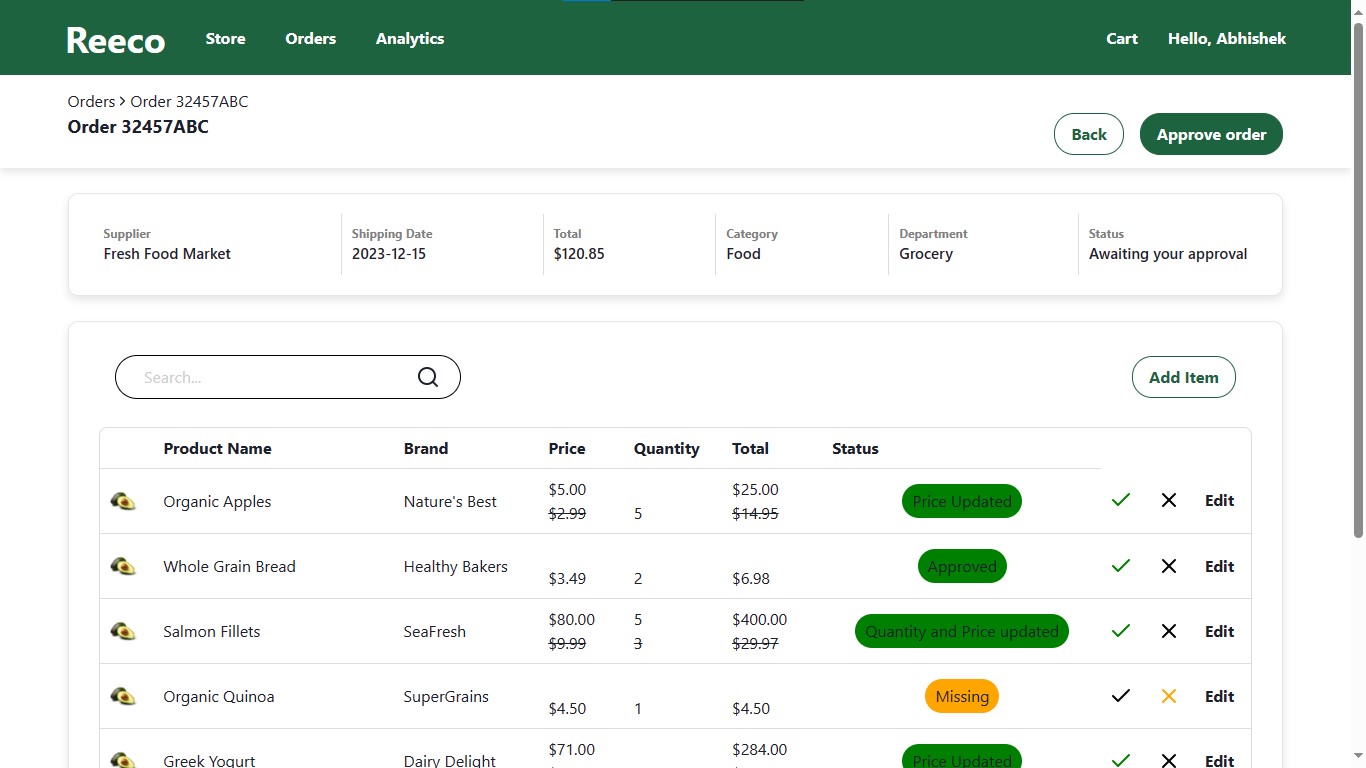 Reeco Store Orders Analytics Cart Hello, Abhishek
Orders > Order 32457ABC
Order 32457ABC
Back Approve order
Supplier Shipping Date Total Category Department Status
Fresh Food Market 2023-12-15 $120.85 Food Grocery Awaiting your approval
Search... Add Item
Product Name Brand Price Quantity Total Status
$5.00 $25.00
Organic Apples Nature's Best Price Updated Edit
$2.99 5 $14.95
Whole Grain Bread Healthy Bakers Approved Edit
$3.49 2 $6.98
$80.00 5 $400.00
Salmon Fillets SeaFresh Quantity and Price updated Edit
$9.99 3 $29.97
Organic Quinoa SuperGrains Missing Edit
$4.50 1 $4.50
$71.00 $284.00
Greek Yogurt Dairy Delight Price Updated Edit